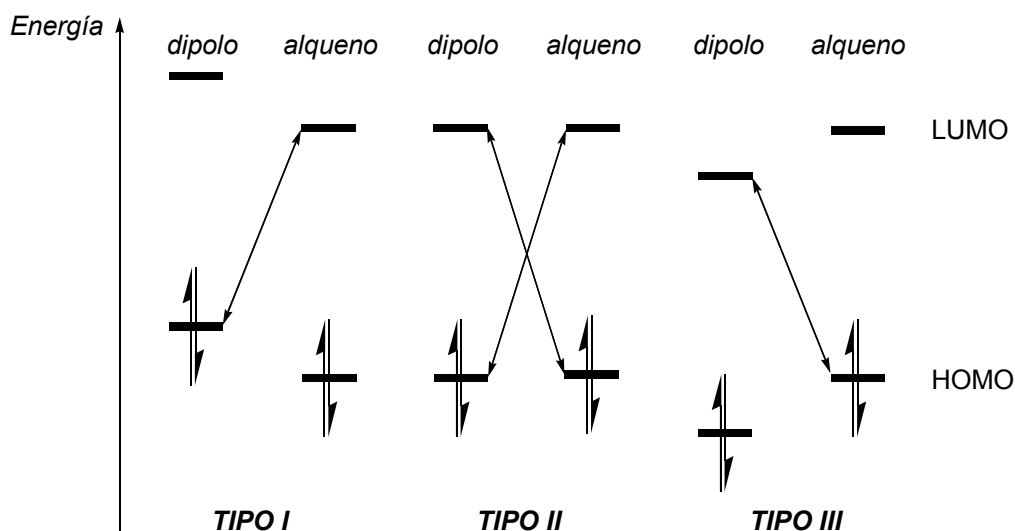 Energía
dipolo alqueno dipolo alqueno dipolo alqueno
LUMO
HOMO
TIPO I TIPO II TIPO III